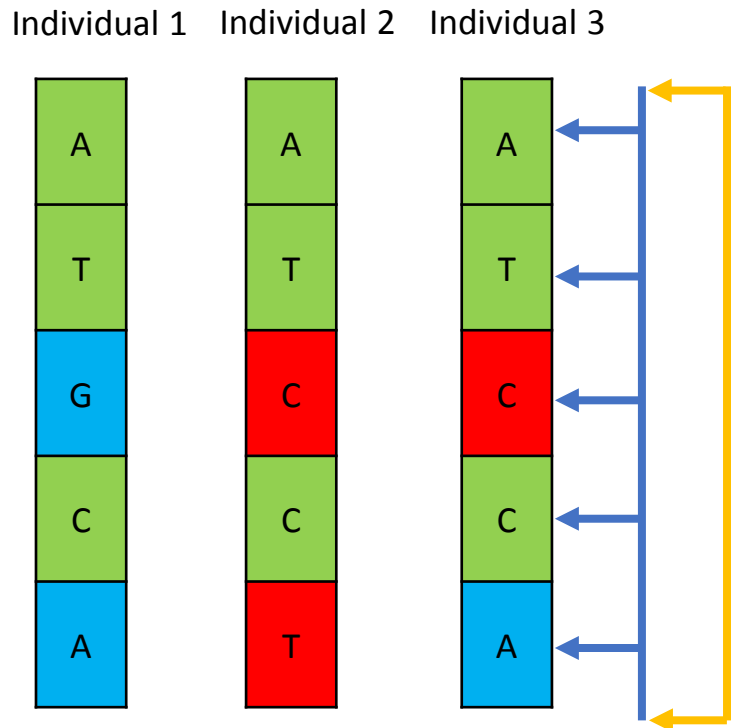 Individual 1 Individual 2 Individual 3
A A A
T T T
G C C
C C C
A T A